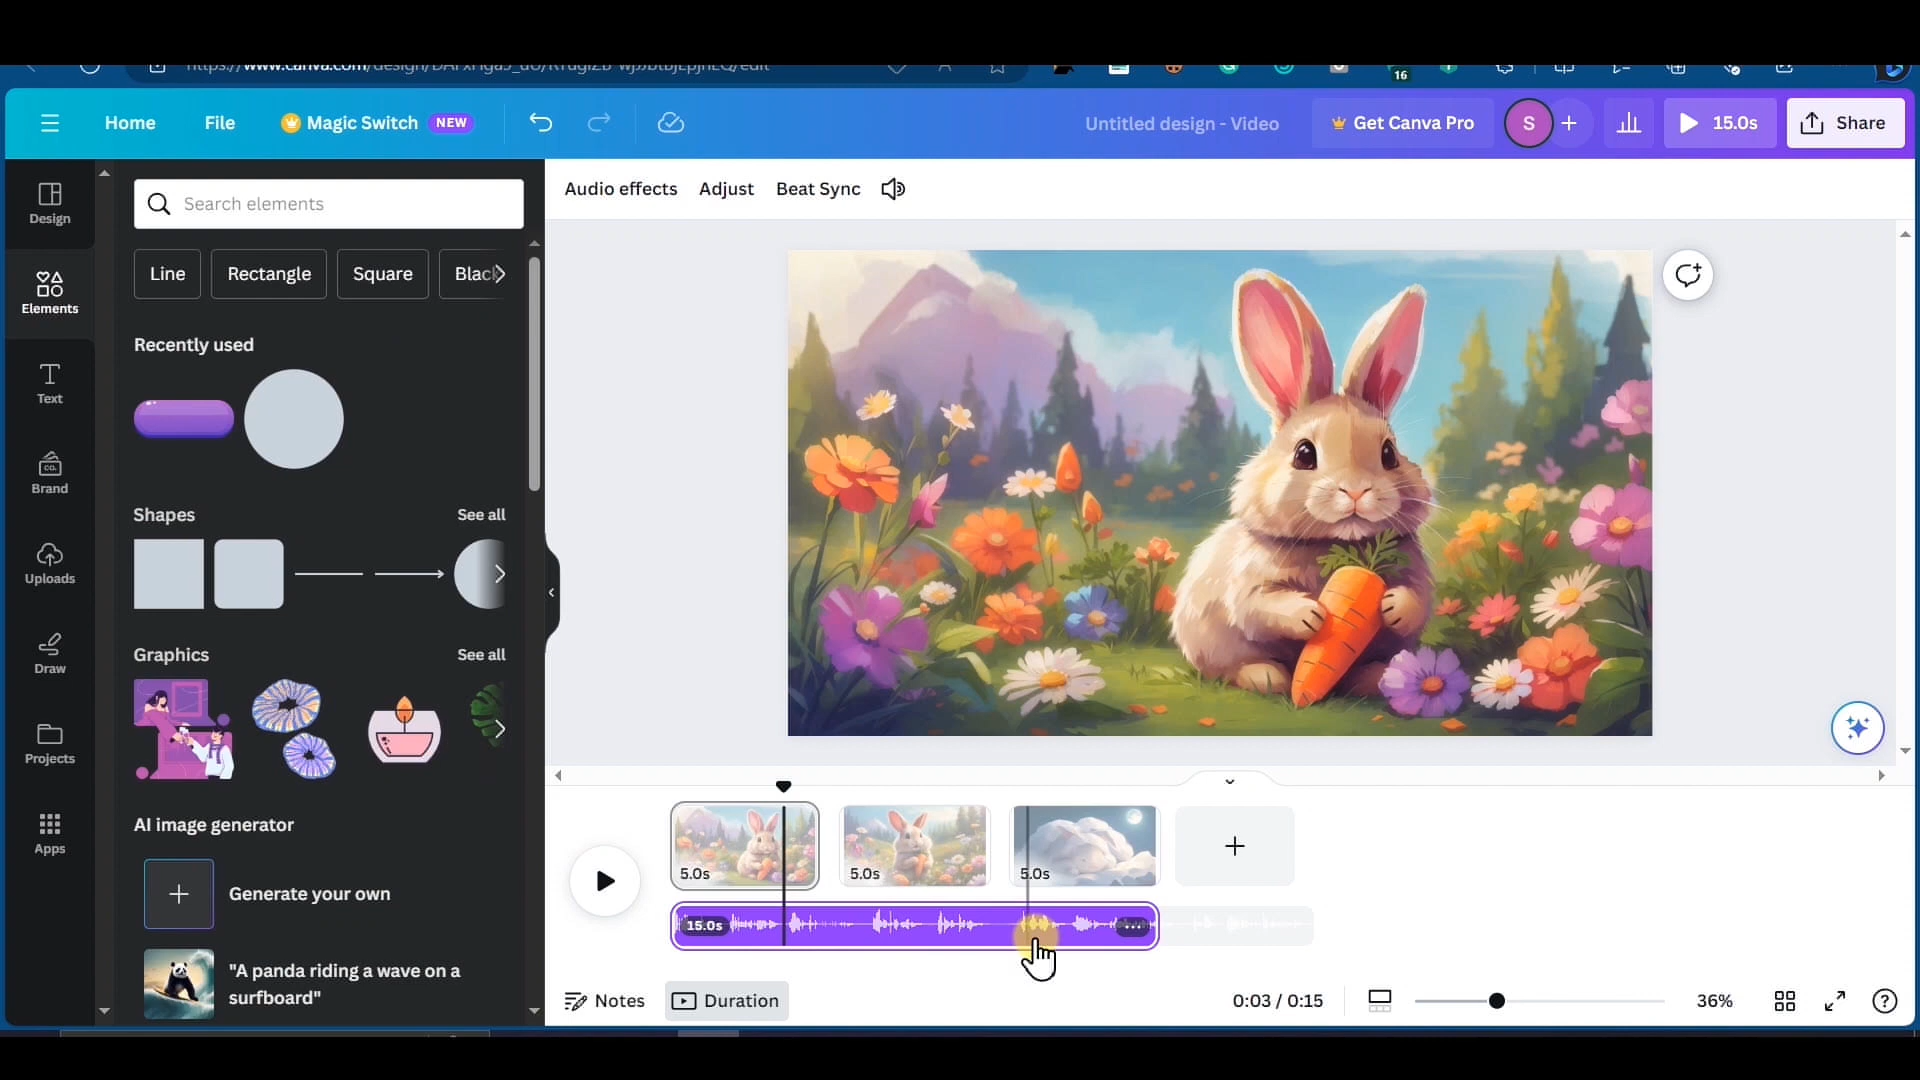 16
Home
File
Magic Switch NEW
Untitled design - Video
Get Canva Pro
S
15.0s
Share
Design
Elements
Text
Brand
CO.
Uploads
Draw
Projects
Apps
Search elements
Line
Rectangle
Square
Black
Recently used
Shapes
See all
Graphics
See all
AI image generator
Generate your own
"A panda riding a wave on a
surfboard"
Audio effects
Adjust
Beat Sync
5.0s
5.0s
5.0s
15.0s
Notes
Duration
0:03 / 0:15
36%